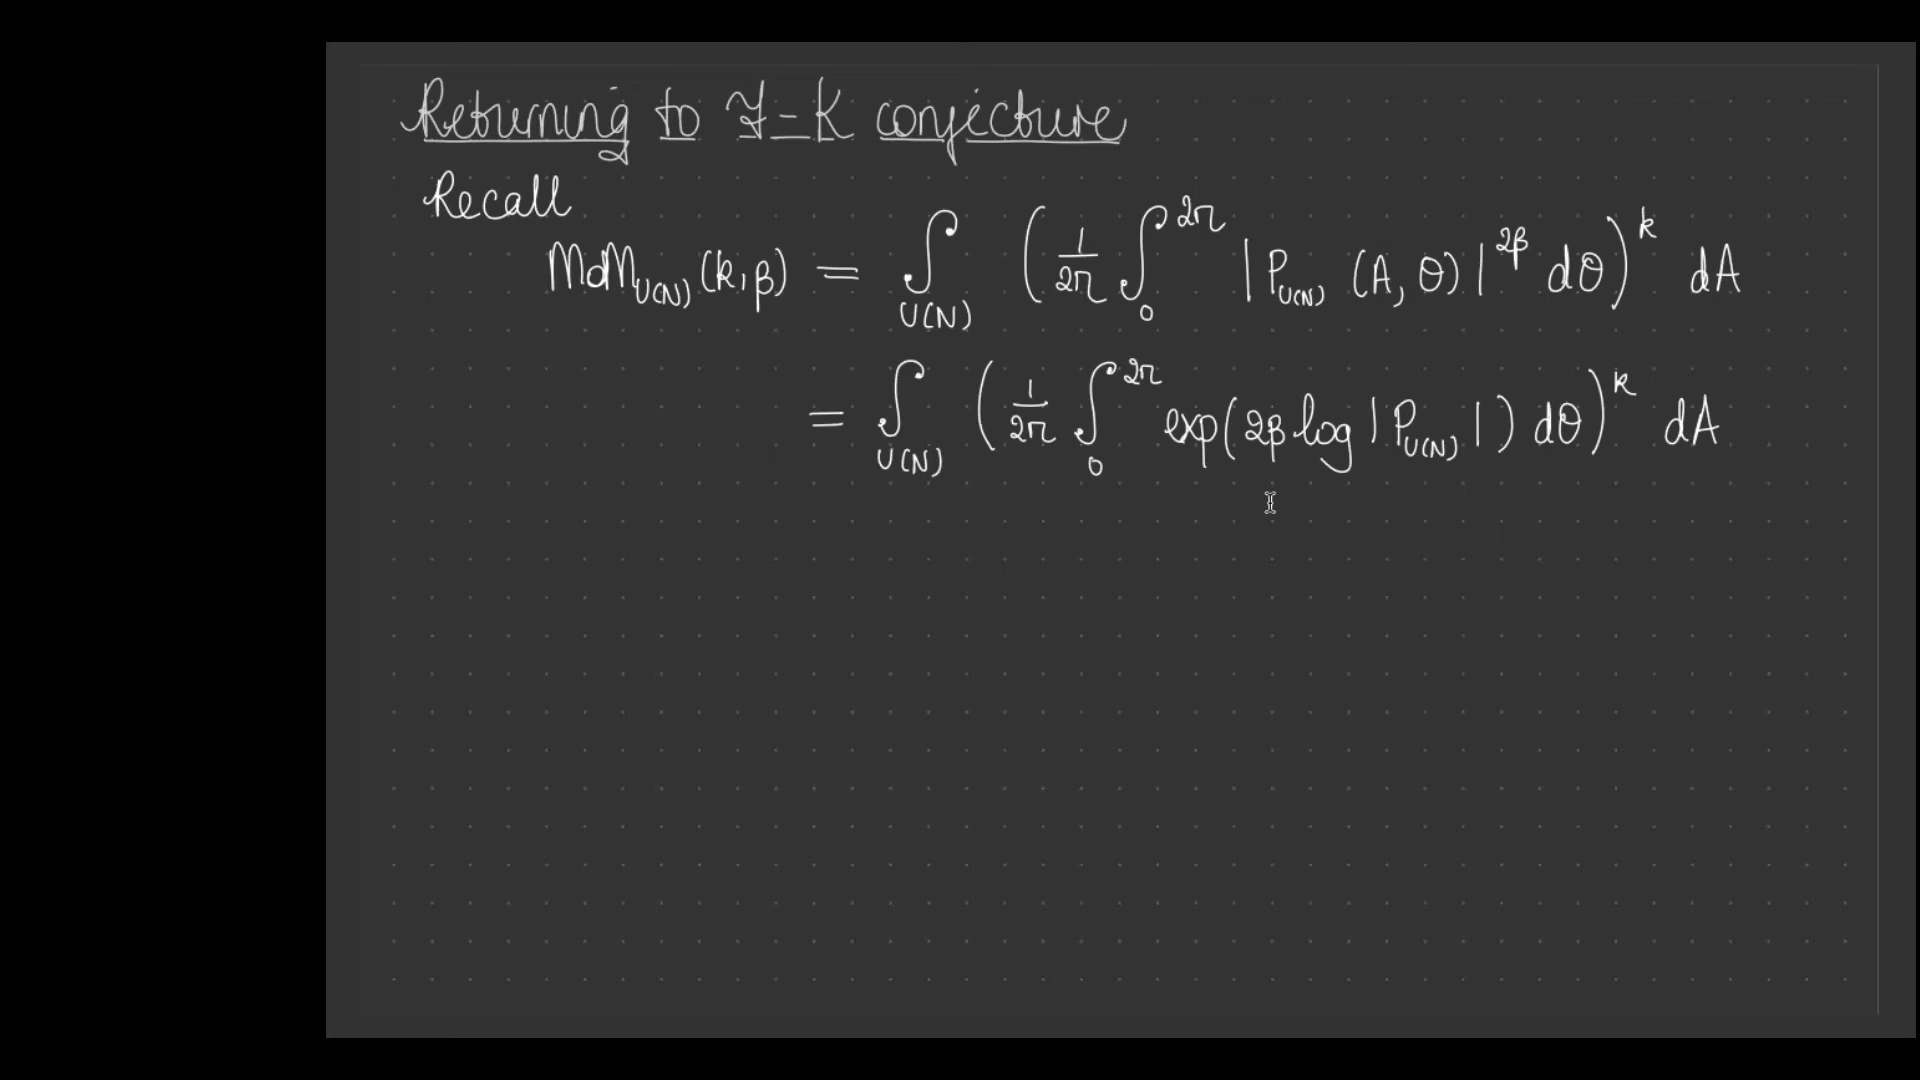 Returning to F-K conjecture
Recall
MoM_{U(N)}(k,β) = ∫_{U(N)} (1/2π ∫_0^{2π} |P_{U(N)}(A,θ)|^{2β} dθ)^k dA
= ∫_{U(N)} (1/2π ∫_0^{2π} exp(2β log |P_{U(N)}|) dθ)^k dA